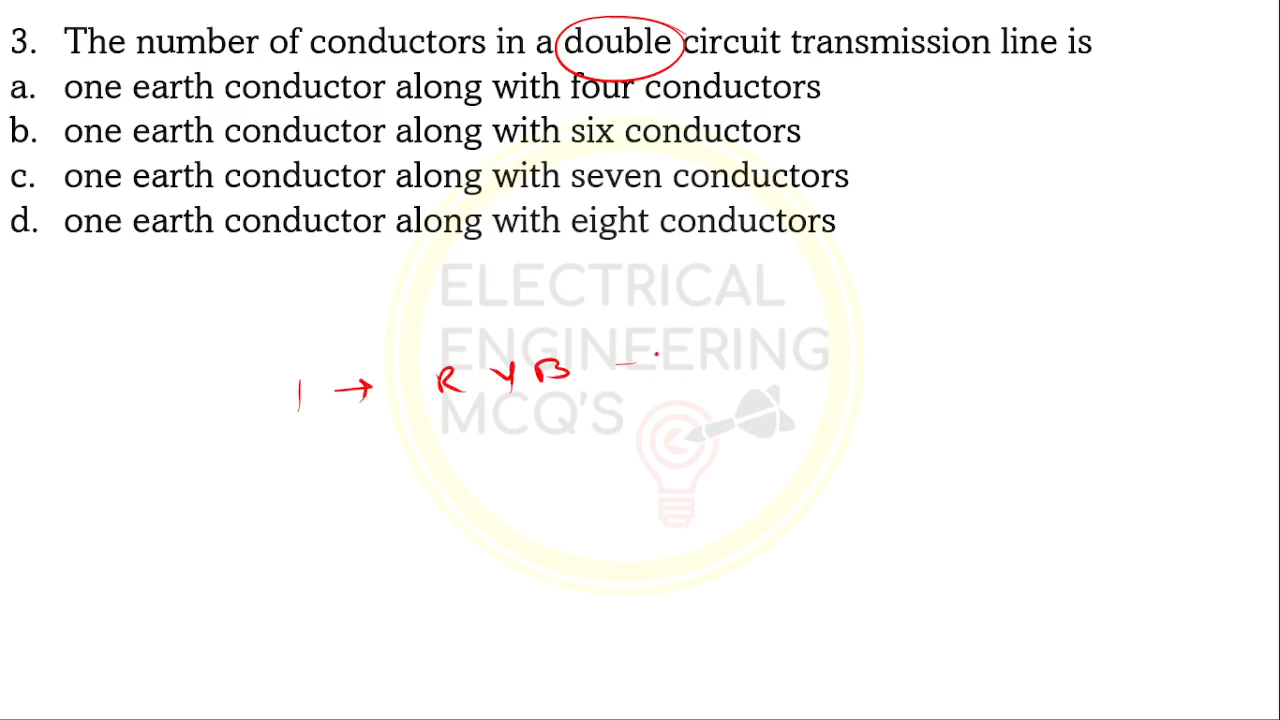 3. The number of conductors in a double circuit transmission line is
a. one earth conductor along with four conductors
b. one earth conductor along with six conductors
c. one earth conductor along with seven conductors
d. one earth conductor along with eight conductors
ELECTRICAL
ENGINEERING
MCQ'S
1 → R Y B -